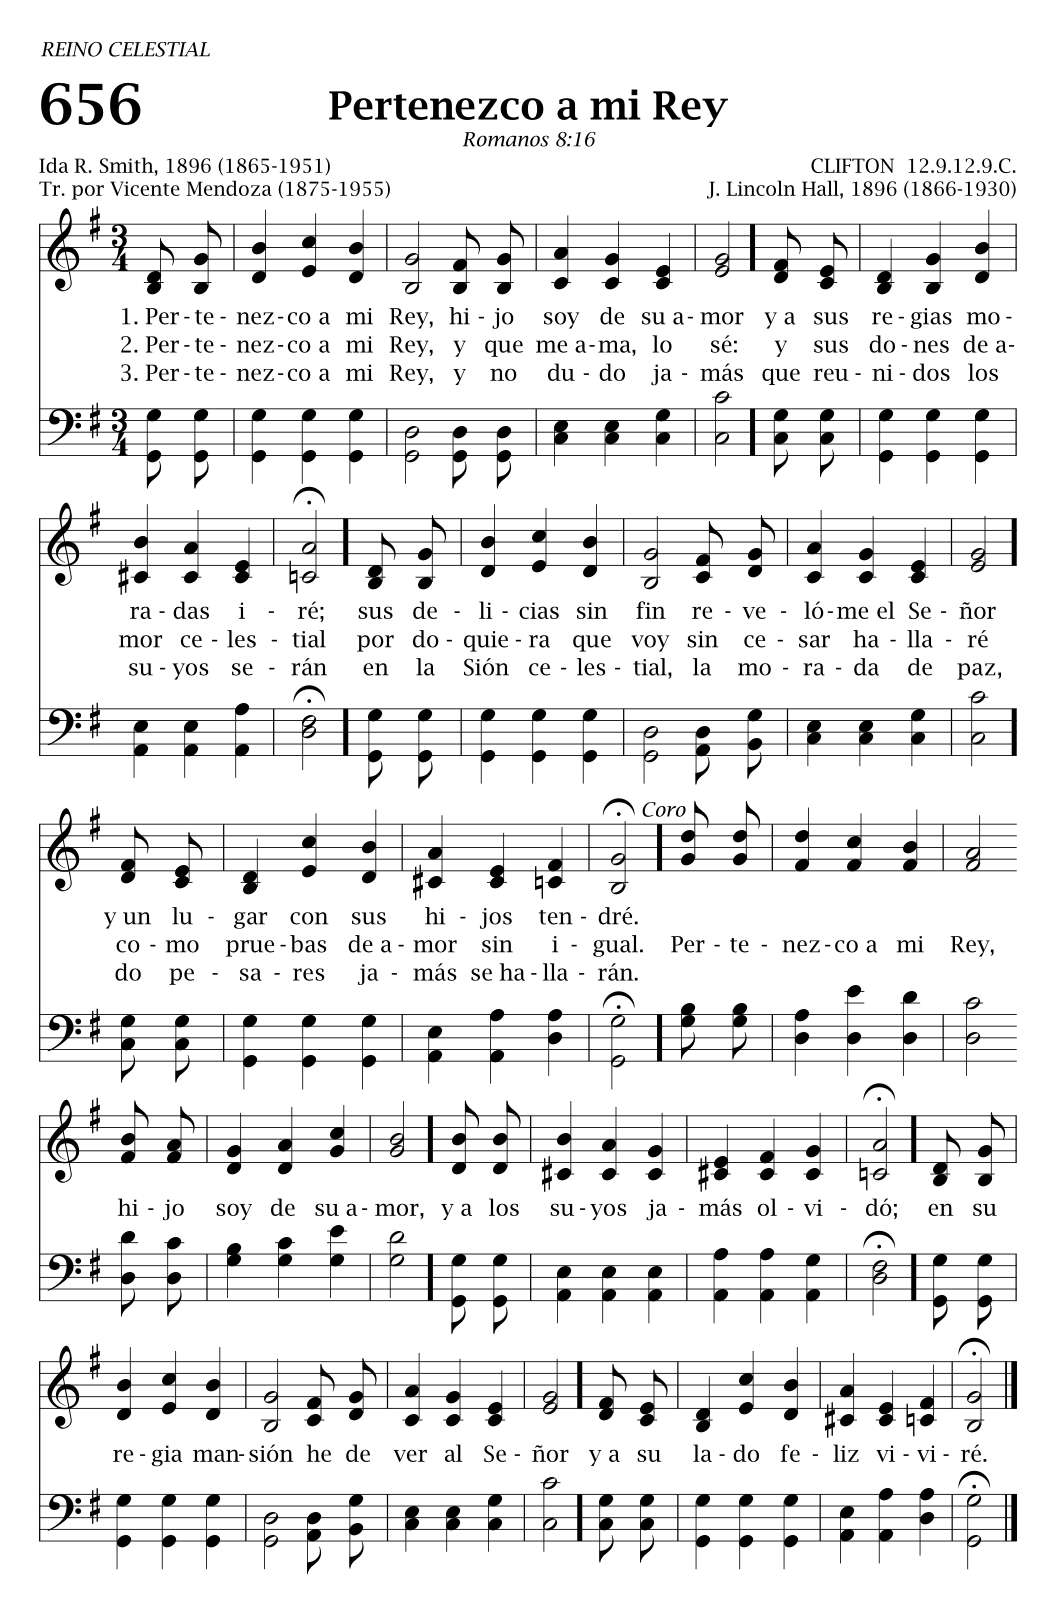 REINO CELESTIAL
656
Pertenezco a mi Rey
Romanos 8:16
Ida R. Smith, 1896 (1865-1951)
CLIFTON 12.9.12.9.C.
Tr. por Vicente Mendoza (1875-1955)
J. Lincoln Hall, 1896 (1866-1930)
3 4
1. Per - te - nez - co a mi Rey, hi - jo soy de su a - mor y a sus re - gias mo -
2. Per - te - nez - co a mi Rey, y que me a - ma, lo sé: y sus do - nes de a -
3. Per - te - nez - co a mi Rey, y no du - do ja - más que reu - ni - dos los
3 4
ra - das i - ré; sus de - li - cias sin fin re - ve - ló - me el Se - ñor
mor ce - les - tial por do - quie - ra que voy sin ce - sar ha - lla - ré
su - yos se - rán en la Sión ce - les - tial, la mo - ra - da de paz,
Coro
y un lu - gar con sus hi - jos ten - dré.
co - mo prue - bas de a - mor sin i - gual. Per - te - nez - co a mi Rey,
do pe - sa - res ja - más se ha - lla - rán.
hi - jo soy de su a - mor, y a los su - yos ja - más ol - vi - dó; en su
re - gia man - sión he de ver al Se - ñor y a su la - do fe - liz vi - vi - ré.